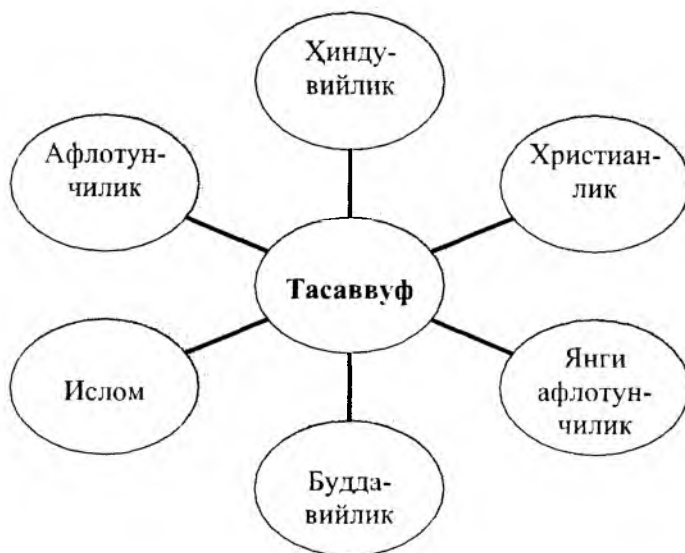 Ҳинду-
вийлик
Афлотун-
чилик
Христиан-
лик
Тасаввуф
Ислом
Янги
афлотун-
чилик
Будда-
вийлик